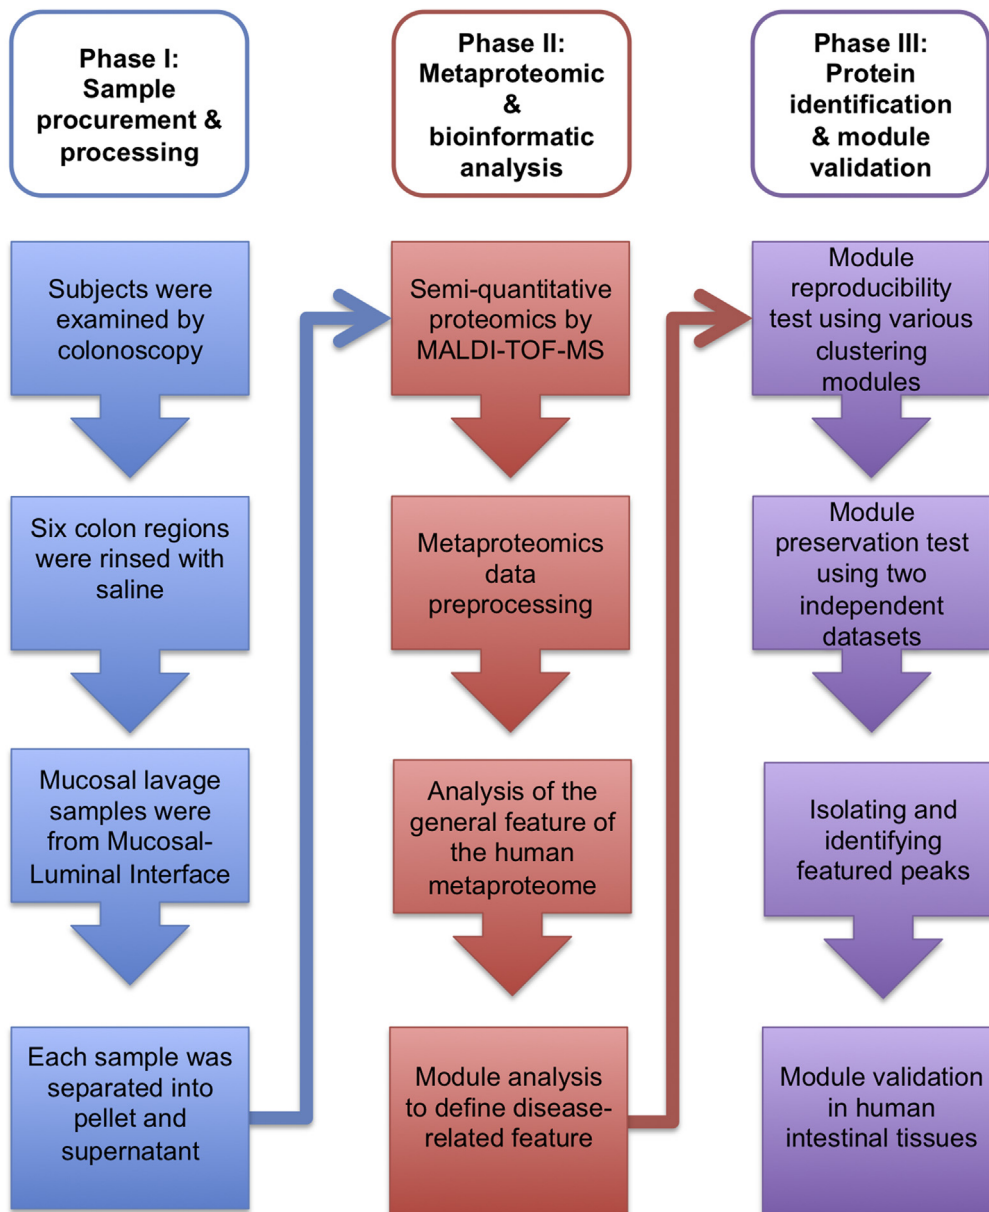 Phase I:
Sample
procurement &
processing
Subjects were
examined by
colonoscopy
Six colon regions
were rinsed with
saline
Mucosal lavage
samples were
from Mucosal-
Luminal Interface
Each sample was
separated into
pellet and
supernatant
Phase II:
Metaproteomic
&
bioinformatic
analysis
Semi-quantitative
proteomics by
MALDI-TOF-MS
Metaproteomics
data
preprocessing
Analysis of the
general feature of
the human
metaproteome
Module analysis
to define disease-
related feature
Phase III:
Protein
identification
& module
validation
Module
reproducibility
test using various
clustering
modules
Module
preservation test
using two
independent
datasets
Isolating and
identifying
featured peaks
Module validation
in human
intestinal tissues